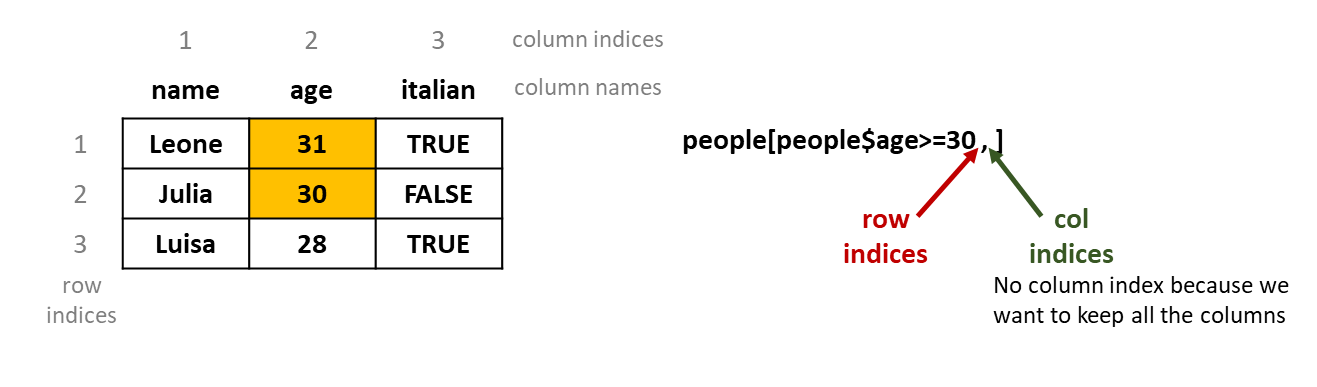 1 2 3 column indices
name age italian column names
1 Leone 31 TRUE
people[people$age>=30 , ]
2 Julia 30 FALSE
3 Luisa 28 TRUE
row
indices
row
indices
col
indices
No column index because we
want to keep all the columns